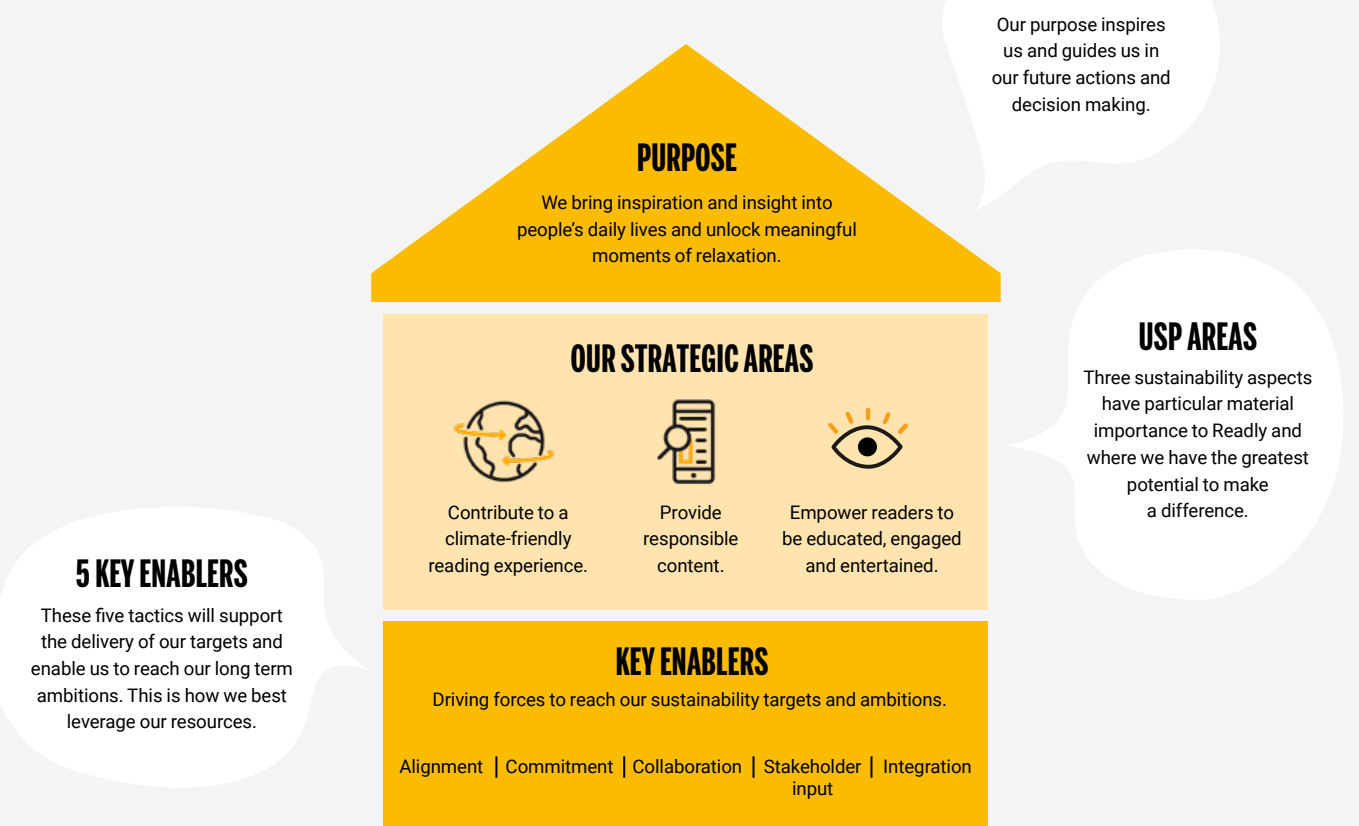 Our purpose inspires
us and guides us in
our future actions and
decision making.
PURPOSE
We bring inspiration and insight into
people’s daily lives and unlock meaningful
moments of relaxation.
OUR STRATEGIC AREAS
Contribute to a
climate-friendly
reading experience.
Provide
responsible
content.
Empower readers to
be educated, engaged
and entertained.
USP AREAS
Three sustainability aspects
have particular material
importance to Readly and
where we have the greatest
potential to make
a difference.
5 KEY ENABLERS
These five tactics will support
the delivery of our targets and
enable us to reach our long term
ambitions. This is how we best
leverage our resources.
KEY ENABLERS
Driving forces to reach our sustainability targets and ambitions.
Alignment | Commitment | Collaboration | Stakeholder | Integration
input